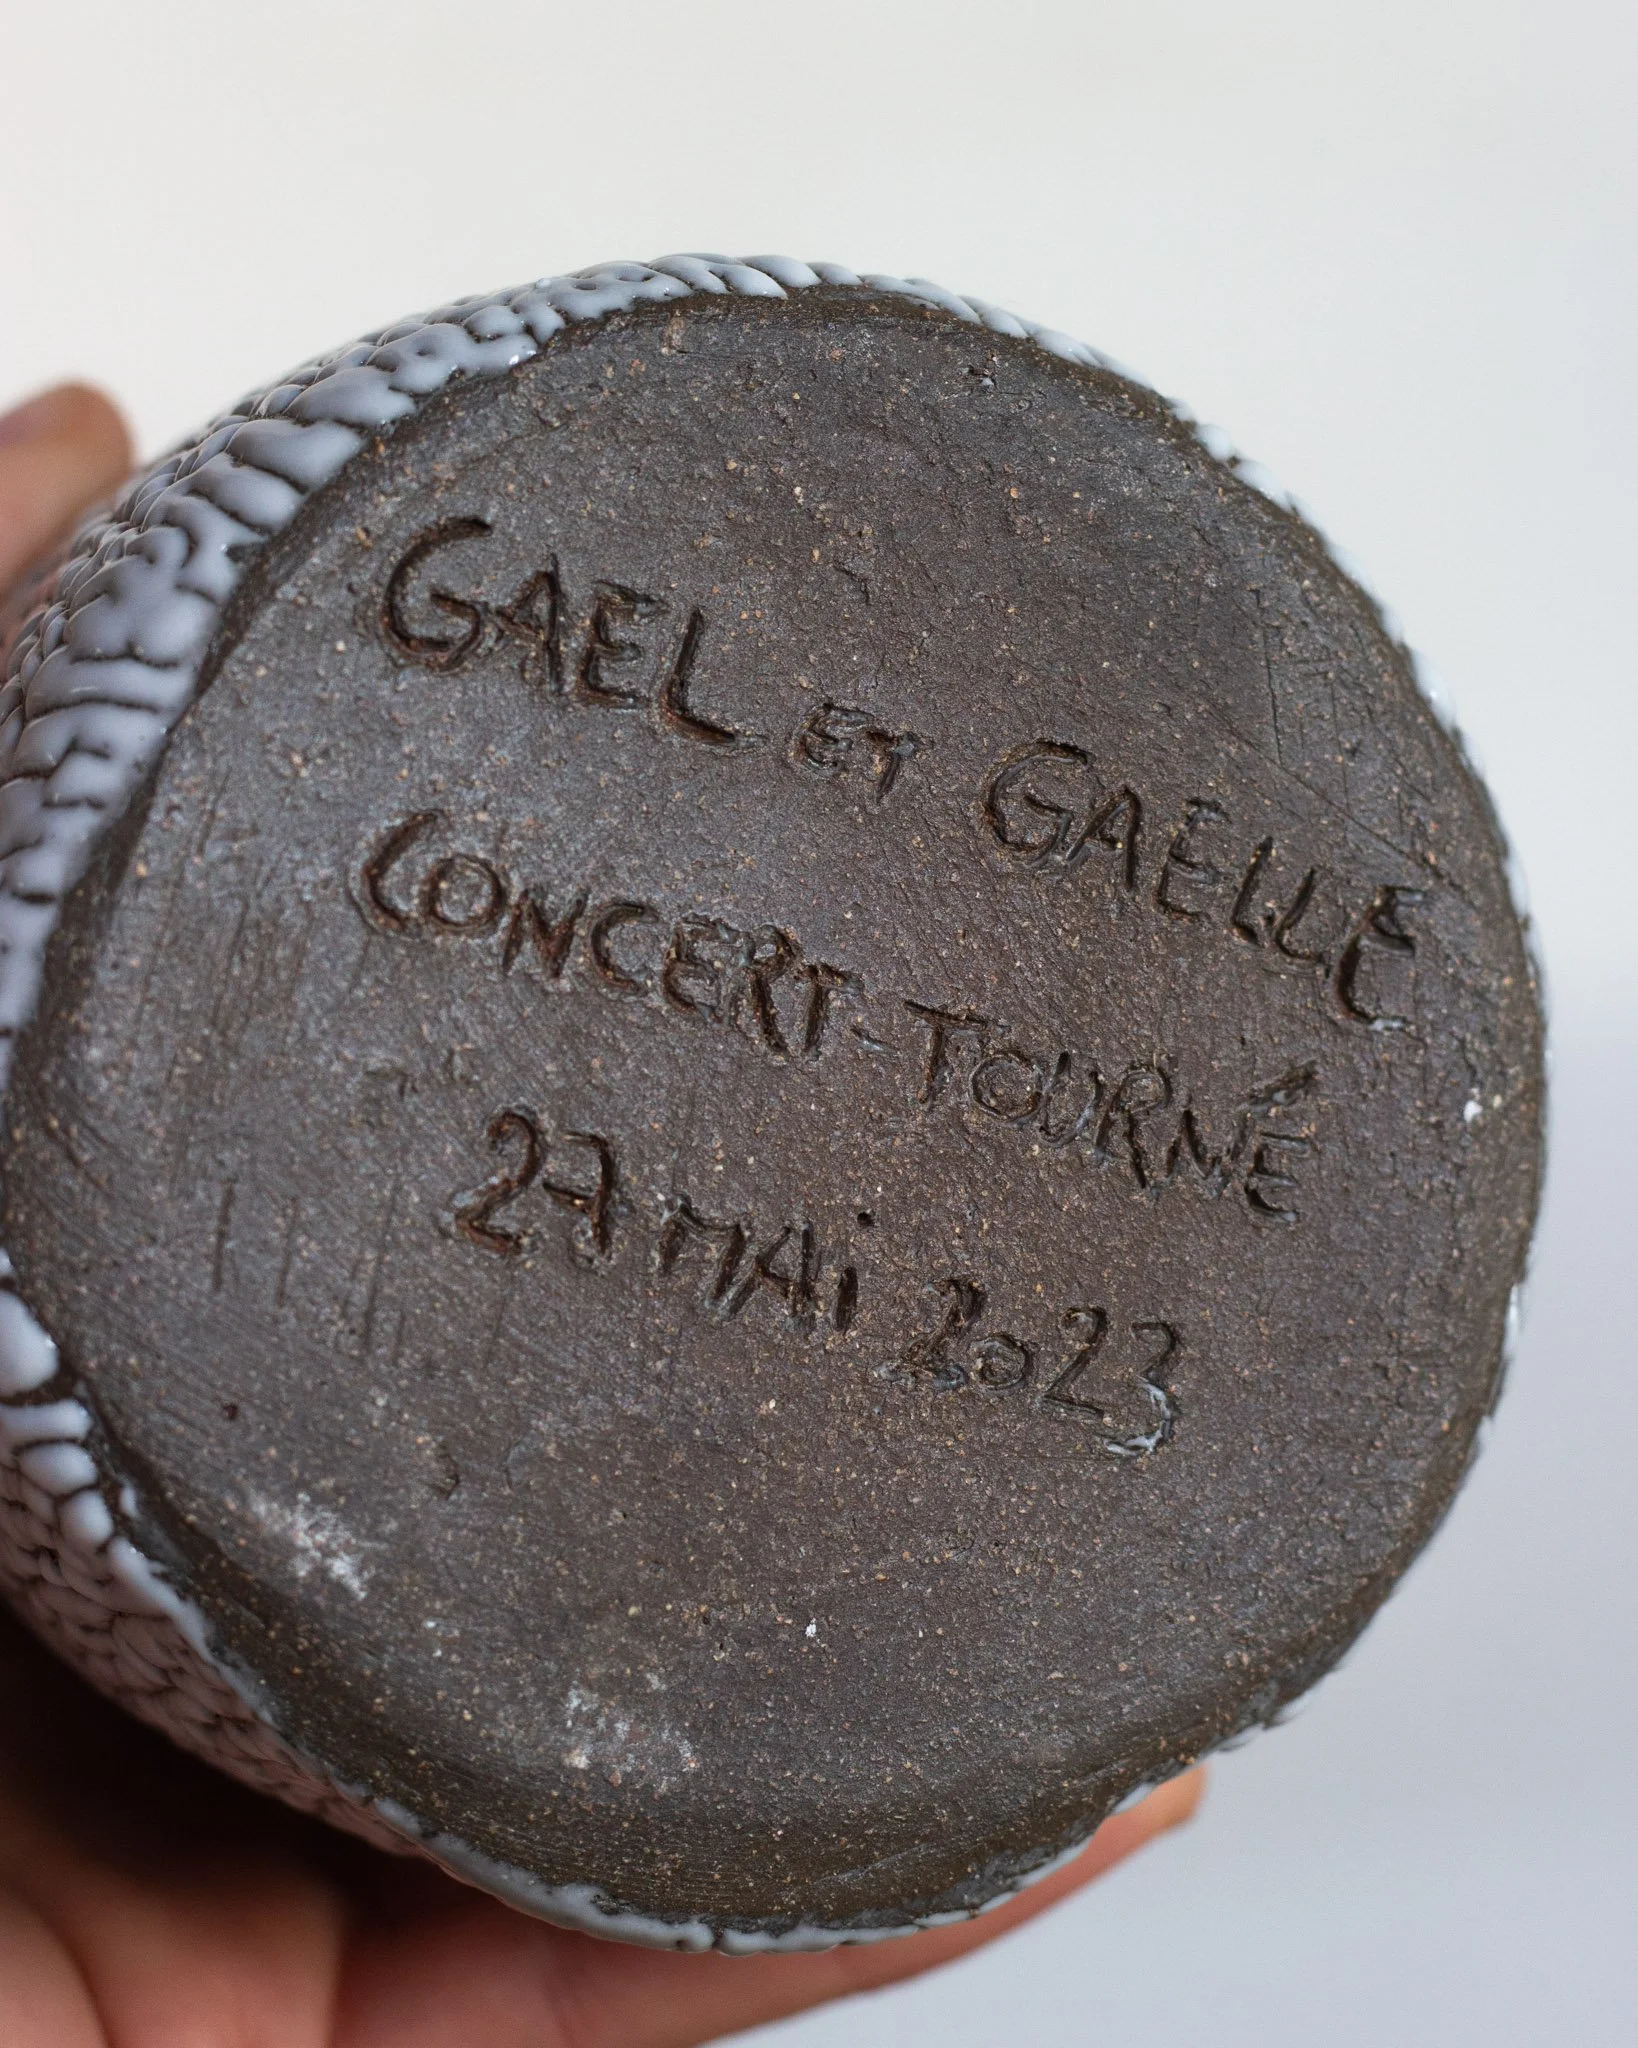 GAEL ET GAELLE
CONCERT-TOURNÉ
27 MAi 2023